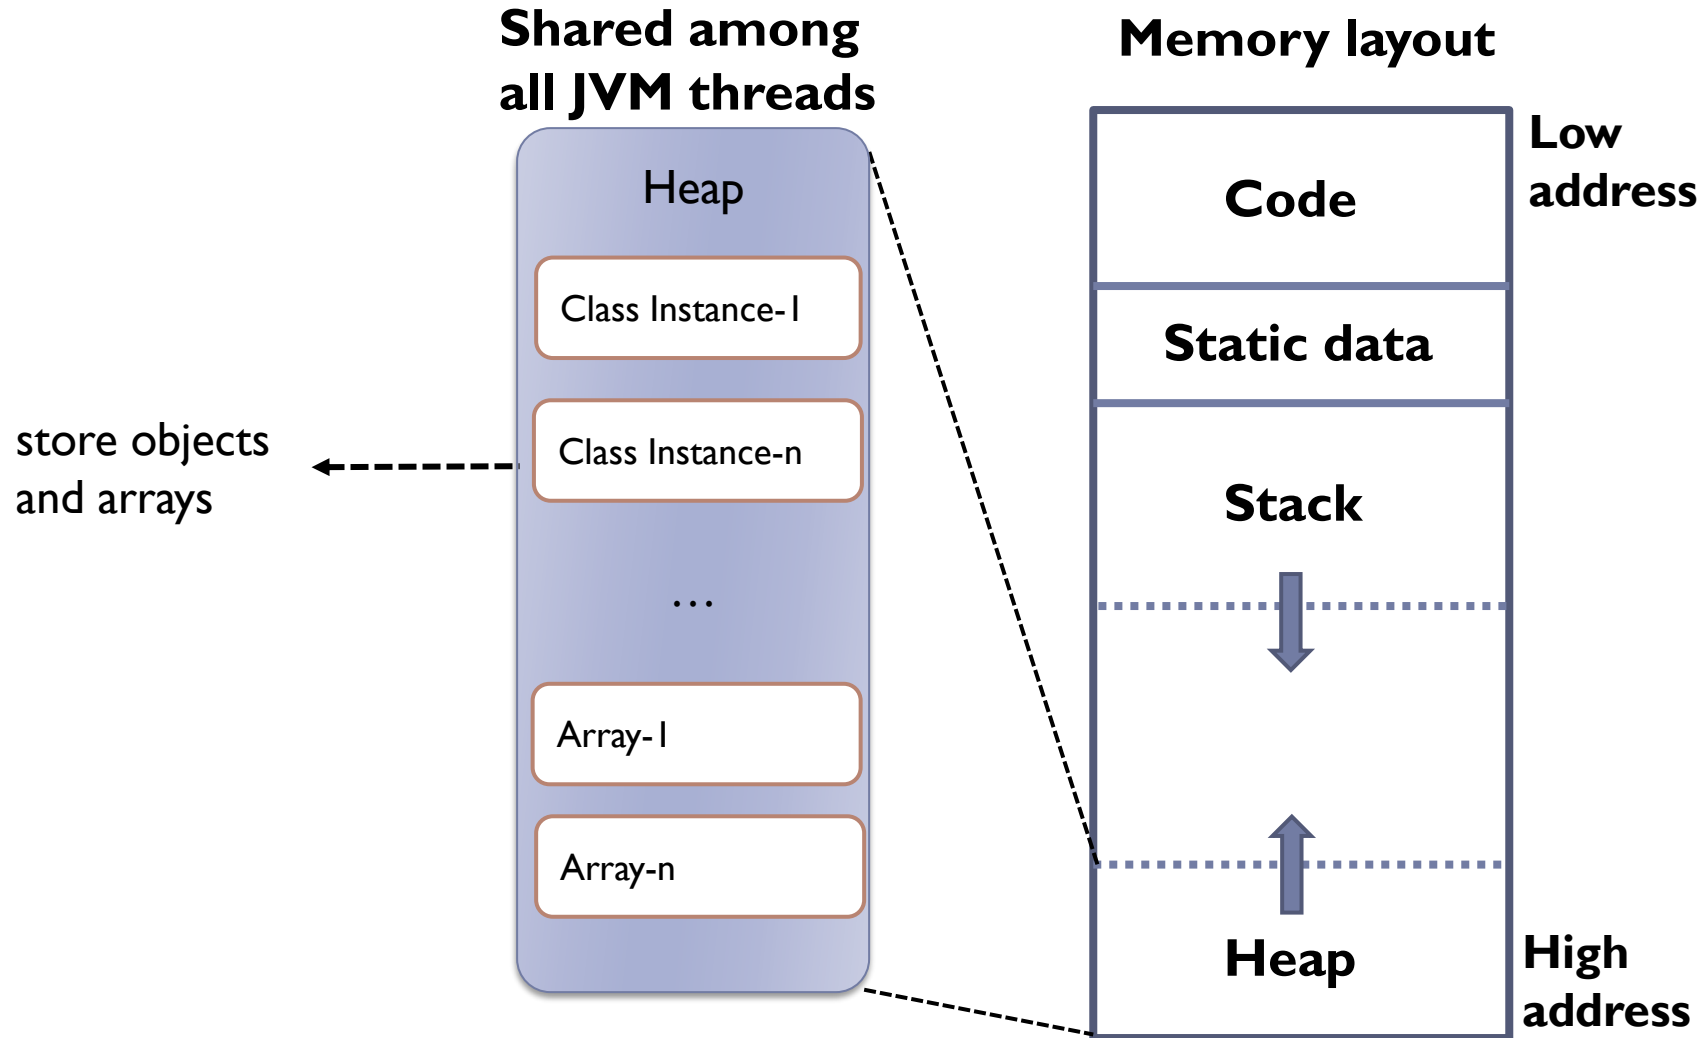 Shared among
all JVM threads
Heap
Class Instance-1
Class Instance-n
...
Array-1
Array-n
store objects
and arrays
Memory layout
Low
address
Code
Static data
Stack
Heap
High
address